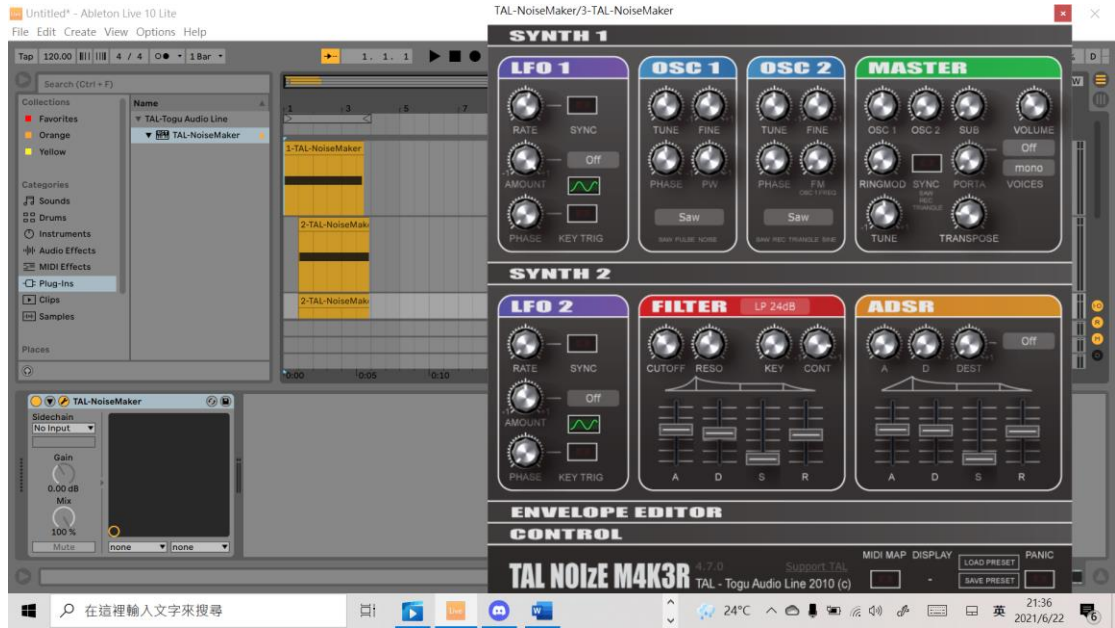 Untitled* - Ableton Live 10 Lite
TAL-NoiseMaker/3-TAL-NoiseMaker
File Edit Create View Options Help
Tap 120.00 4 / 4 1 Bar
1. 1. 1
D
Search (Ctrl + F)
W
Collections
Favorites
Orange
Yellow
Categories
Sounds
Drums
Instruments
Audio Effects
MIDI Effects
Plug-Ins
Clips
Samples
Places
Name
TAL-Togu Audio Line
TAL-NoiseMaker
1 3 5 7
1-TAL-NoiseMaker
2-TAL-NoiseMak
2-TAL-NoiseMak
0:00 0:05 0:10
SYNTH 1
LFO 1 OSC 1 OSC 2 MASTER
RATE SYNC TUNE FINE TUNE FINE OSC 1 OSC 2 SUB VOLUME
Off Off
mono
AMOUNT PHASE PW PHASE FM RINGMOD SYNC PORTA VOICES
OSC 1 FREQ
SAW
REC
TRIANGLE
Saw Saw
PHASE KEY TRIG SAW PULSE NOISE SAW REC TRIANGLE SINE TUNE TRANSPOSE
SYNTH 2
LFO 2 FILTER LP 24dB ADSR
RATE SYNC CUTOFF RESO KEY CONT A D DEST
Off
Off
AMOUNT
PHASE KEY TRIG A D S R A D S R
ENVELOPE EDITOR
CONTROL
TAL NOIzE M4K3R 4.7.0 Support TAL
TAL - Togu Audio Line 2010 (c)
MIDI MAP DISPLAY LOAD PRESET PANIC
- SAVE PRESET
TAL-NoiseMaker
Sidechain
No Input
Gain
0.00 dB
Mix
100 %
Mute none none
在這裡輸入文字來搜尋
Live
24°C
英
21:36
2021/6/22
6